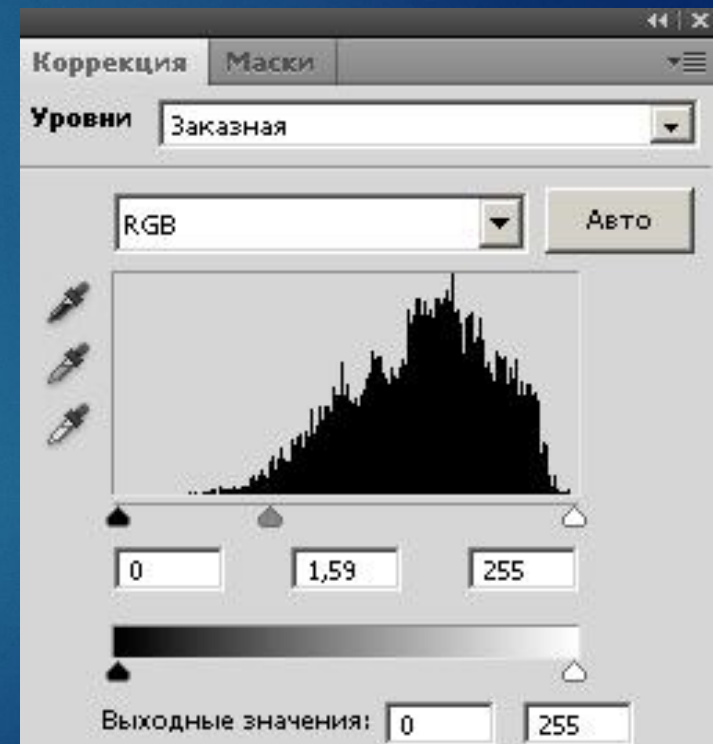 Коррекция Маски
Уровни Заказная
RGB Авто
0 1,59 255
Выходные значения: 0 255